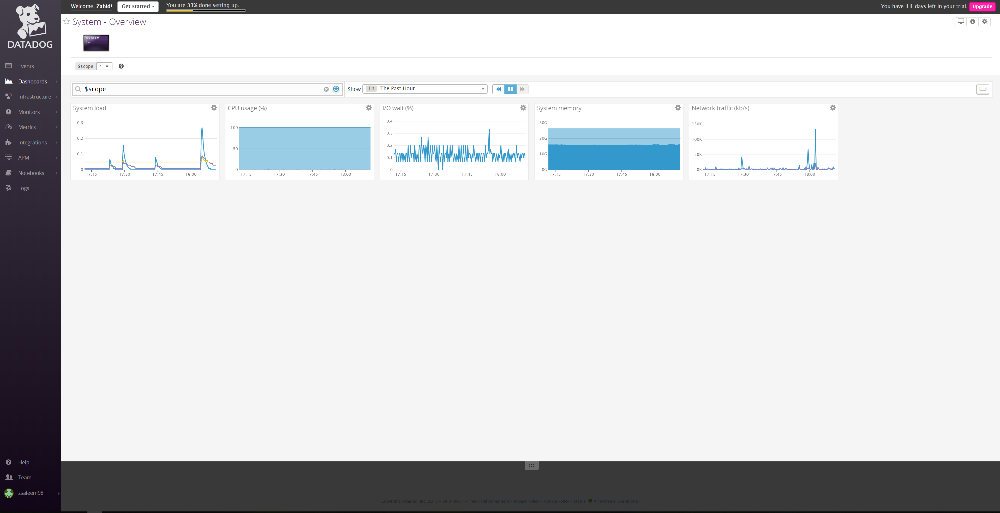 Welcome, Zahid!
Get started ▾
You are 33% done setting up.
You have 11 days left in your trial.
Upgrade
DATADOG
Events
Dashboards
Infrastructure
Monitors
Metrics
Integrations
APM
Notebooks
Logs
Help
Team
zsaleem98
System - Overview
SYSTEM
>_
$scope * 
$scope
Show 1h The Past Hour
System load
0.3
0.2
0.1
0
17:15 17:30 17:45 18:00
CPU usage (%)
100
50
0
17:15 17:30 17:45 18:00
I/O wait (%)
0.4
0.3
0.2
0.1
0
17:15 17:30 17:45 18:00
System memory
30G
20G
10G
0G
17:15 17:30 17:45 18:00
Network traffic (kb/s)
150K
100K
50K
0K
17:15 17:30 17:45 18:00
Copyright Datadog, Inc. 2018 - 34.379457 - Free-Trial Agreement - Privacy Policy - Cookie Policy - Status All Systems Operational